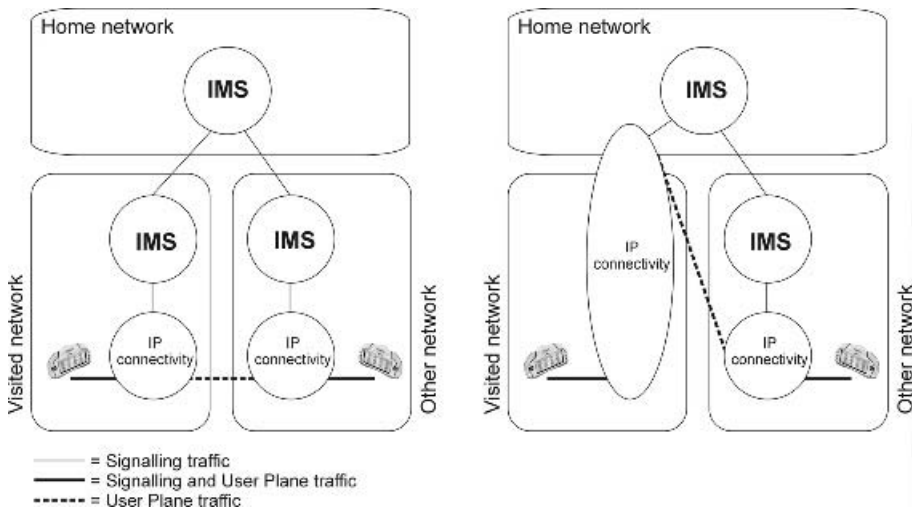 Home network
IMS
IMS
IMS
IP
connectivity
IP
connectivity
Visited network
Other network
Home network
IMS
IP
connectivity
IMS
IP
connectivity
Visited network
Other network
= Signalling traffic
= Signalling and User Plane traffic
= User Plane traffic